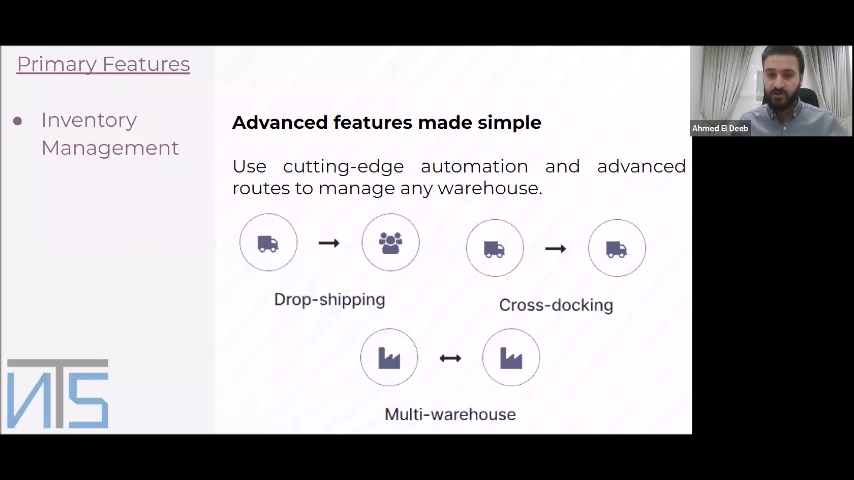 Primary Features
● Inventory
Management
Advanced features made simple
Use cutting-edge automation and advanced
routes to manage any warehouse.
Drop-shipping
Cross-docking
Multi-warehouse
NTS
Ahmed El Deeb